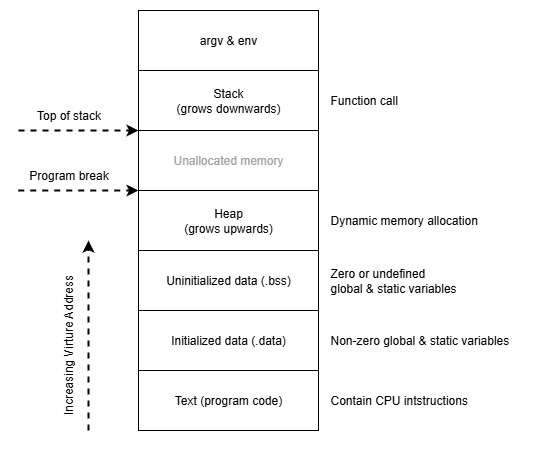 argv & env
Stack
(grows downwards)
Function call
Top of stack
Unallocated memory
Program break
Heap
(grows upwards)
Dynamic memory allocation
Uninitialized data (.bss)
Zero or undefined
global & static variables
Initialized data (.data)
Non-zero global & static variables
Text (program code)
Contain CPU intstructions
Increasing Virture Address